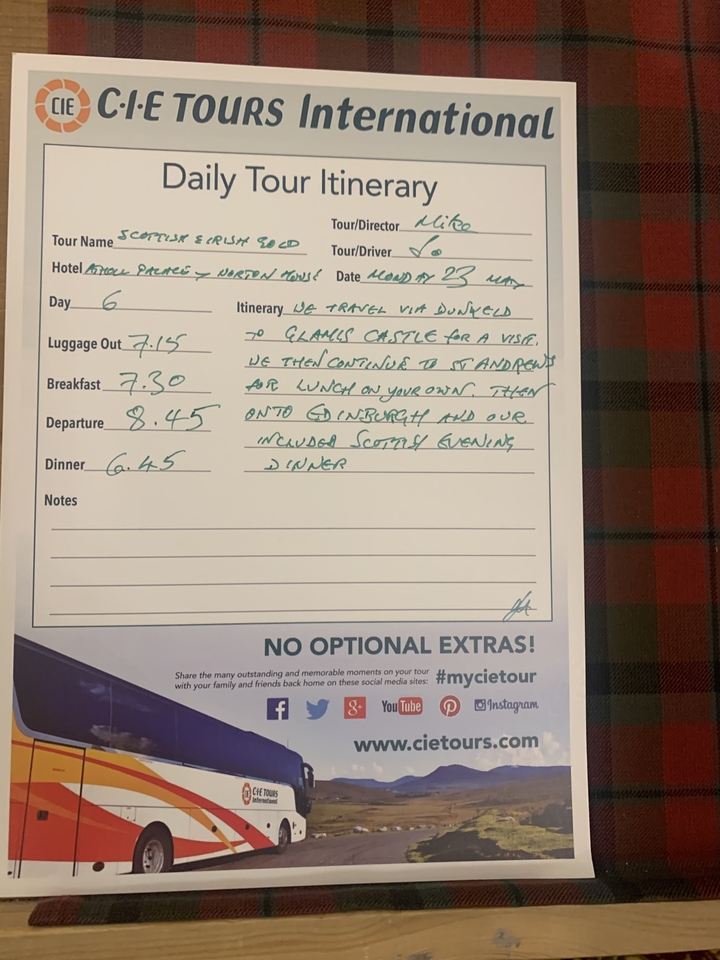 CIE C·I·E TOURS International
Daily Tour Itinerary
Tour/Director Mike
Tour Name SCOTTISH & IRISH GOLD
Tour/Driver
Hotel ATHOLL PALACE → NORTON HOUSE
Date MONDAY 23 MAY
Day 6
Itinerary WE TRAVEL VIA DUNKELD
TO GLAMIS CASTLE FOR A VISIT.
Luggage Out 7.15
WE THEN CONTINUE TO ST ANDREWS
Breakfast 7.30
FOR LUNCH ON YOUR OWN. THEN
Departure 8.45
ONTO EDINBURGH AND OUR
INCLUDED SCOTTISH EVENING
Dinner 6.45
DINNER
Notes
NO OPTIONAL EXTRAS!
Share the many outstanding and memorable moments on your tour
with your family and friends back home on these social media sites:
#mycietour
f g+ YouTube Instagram
www.cietours.com
CIE C·I·E TOURS
International